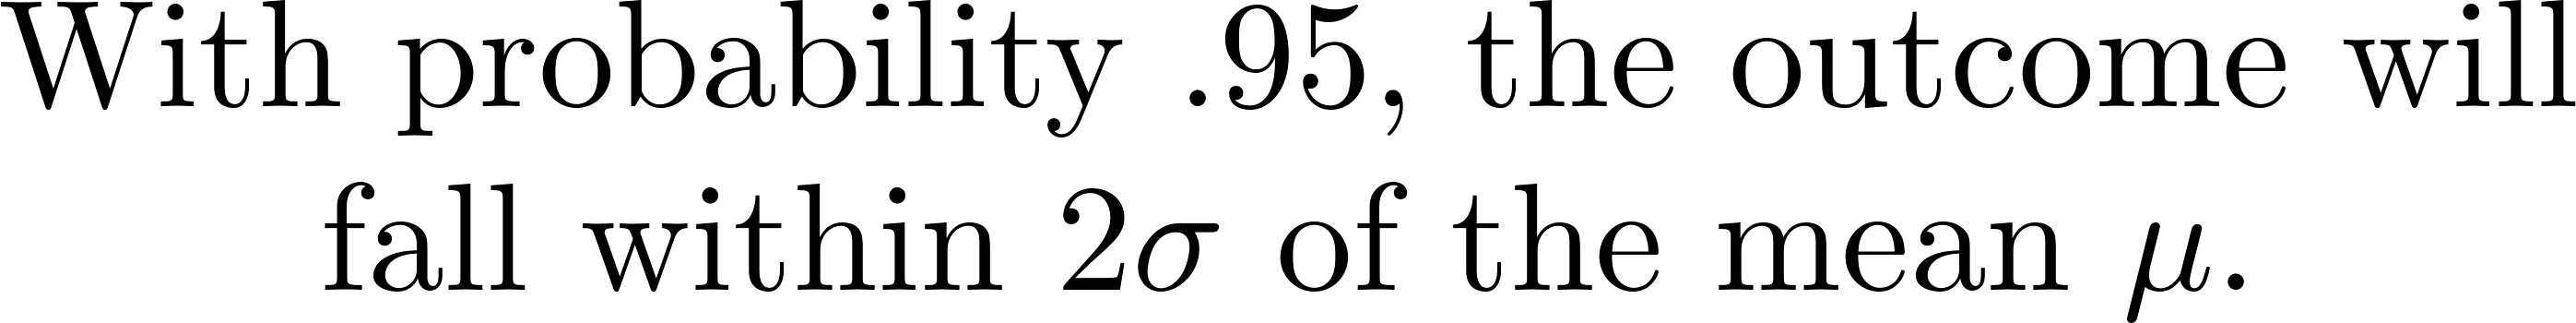 With probability .95, the outcome will
fall within 2σ of the mean μ.